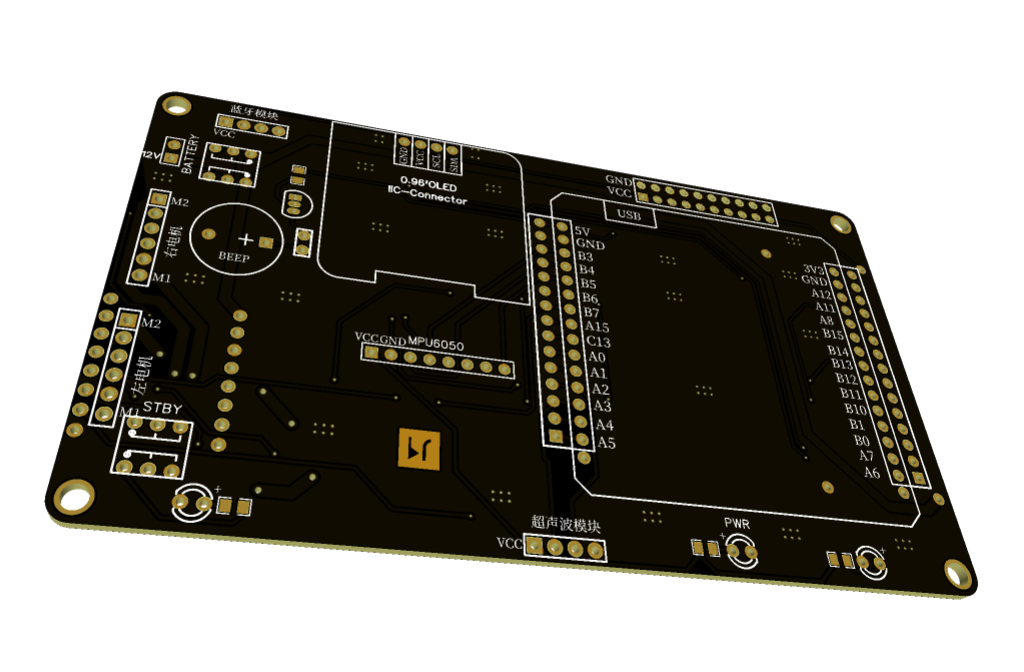 蓝牙模块
VCC
12V
BATTERY
GND
VCC
SCL
SDA
0.96'OLED
IIC-Connector
GND
VCC
USB
M2
右电机
M1
BEEP
5V
GND
B3
B4
B5
B6
B7
A15
C13
A0
A1
A2
A3
A4
A5
3V3
GND
A12
A11
A8
B15
B14
B13
B12
B11
B10
B1
B0
A7
A6
M2
左电机
M1
VCC GND MPU6050
STBY
超声波模块
VCC
PWR